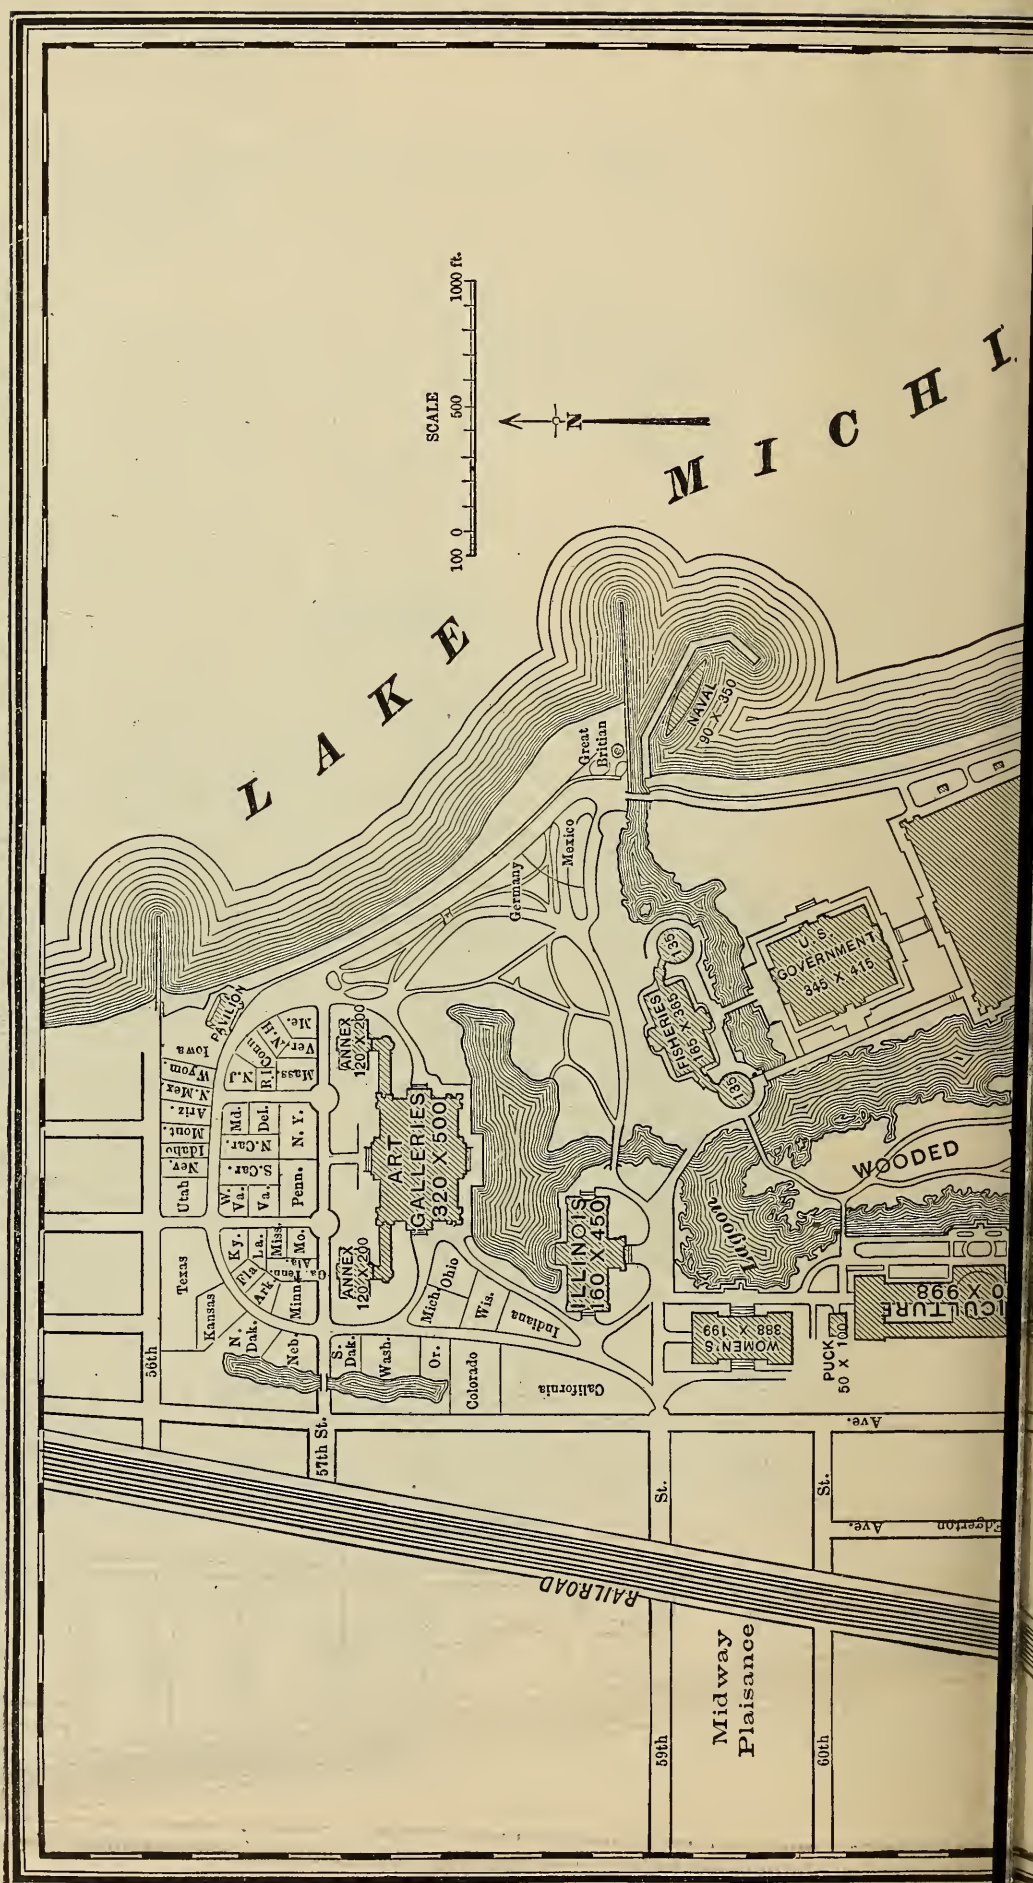 LAKE MICHI
SCALE
100 0 500 1000 ft.
N
56th
57th St.
59th
St.
60th
St.
RAILROAD
Midway
Plaisance
Ave.
Edgerton Ave.
PAVILION
Iowa
Wyom.
N.Mex
Ariz.
Mont
Idaho
Nev.
Utah
Texas
Kansas
N.
Dak.
Neb.
S.
Dak.
Wash.
Or.
Colorado
California
Me.
N.H.
Ver
Conn
Mass.
R.I
N.J
Md.
Del.
N.Car.
N.Y.
S.Car.
Penn.
W.
Va.
Va.
Ky.
La.
Miss.
Mo.
Ala.
Fla
Tenn.
Ga.
Ark
Minn
ANNEX
120 X 200
ART
GALLERIES
320 X 500
ANNEX
120 X 200
Mich.
Ohio
Wis.
Indiana
Germany
Mexico
Great
Britian
NAVAL
90 X 350
ILLINOIS
160 X 450
FISHERIES
165 X 365
135
135
U.S.
GOVERNMENT
345 X 415
Lagoon
WOODED
WOMEN'S
388 X 199
PUCK
50 X 100
ICULTURE
0 X 998